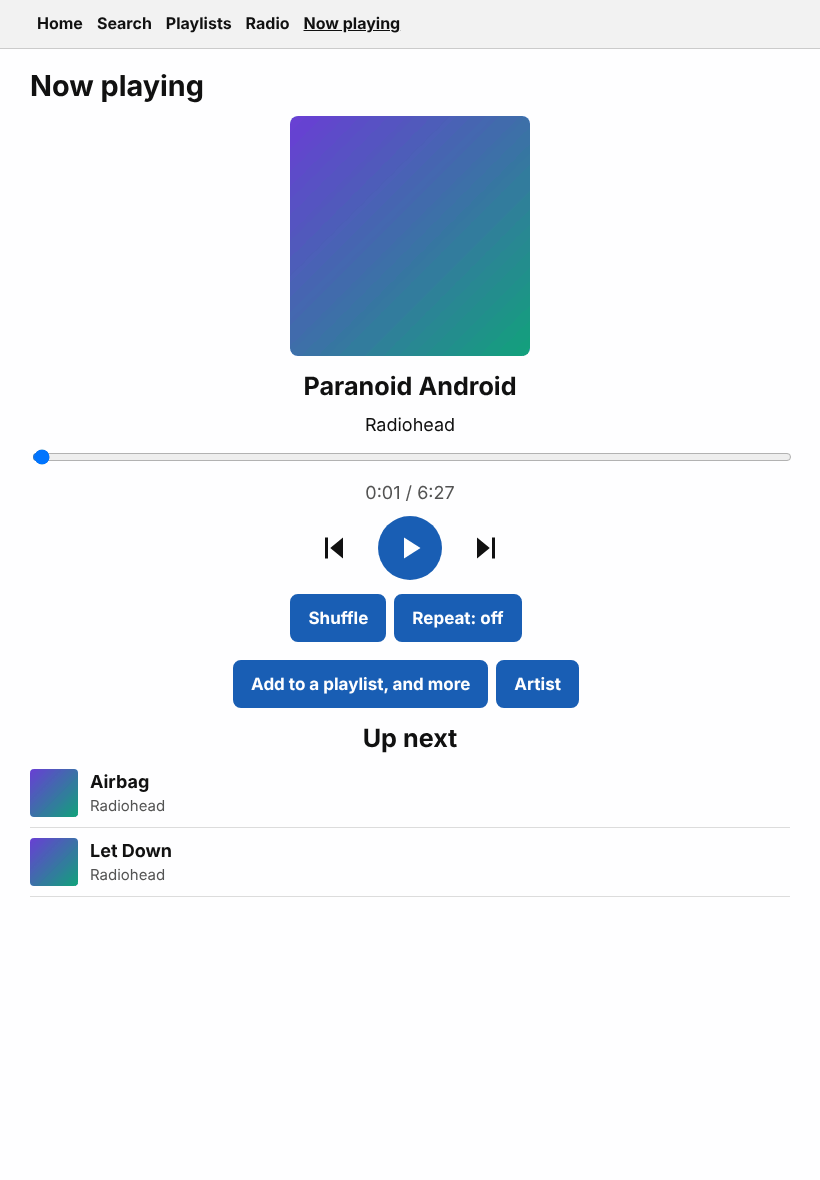 Home Search Playlists Radio Now playing
Now playing
Paranoid Android
Radiohead
0:01 / 6:27
Shuffle Repeat: off
Add to a playlist, and more Artist
Up next
Airbag
Radiohead
Let Down
Radiohead